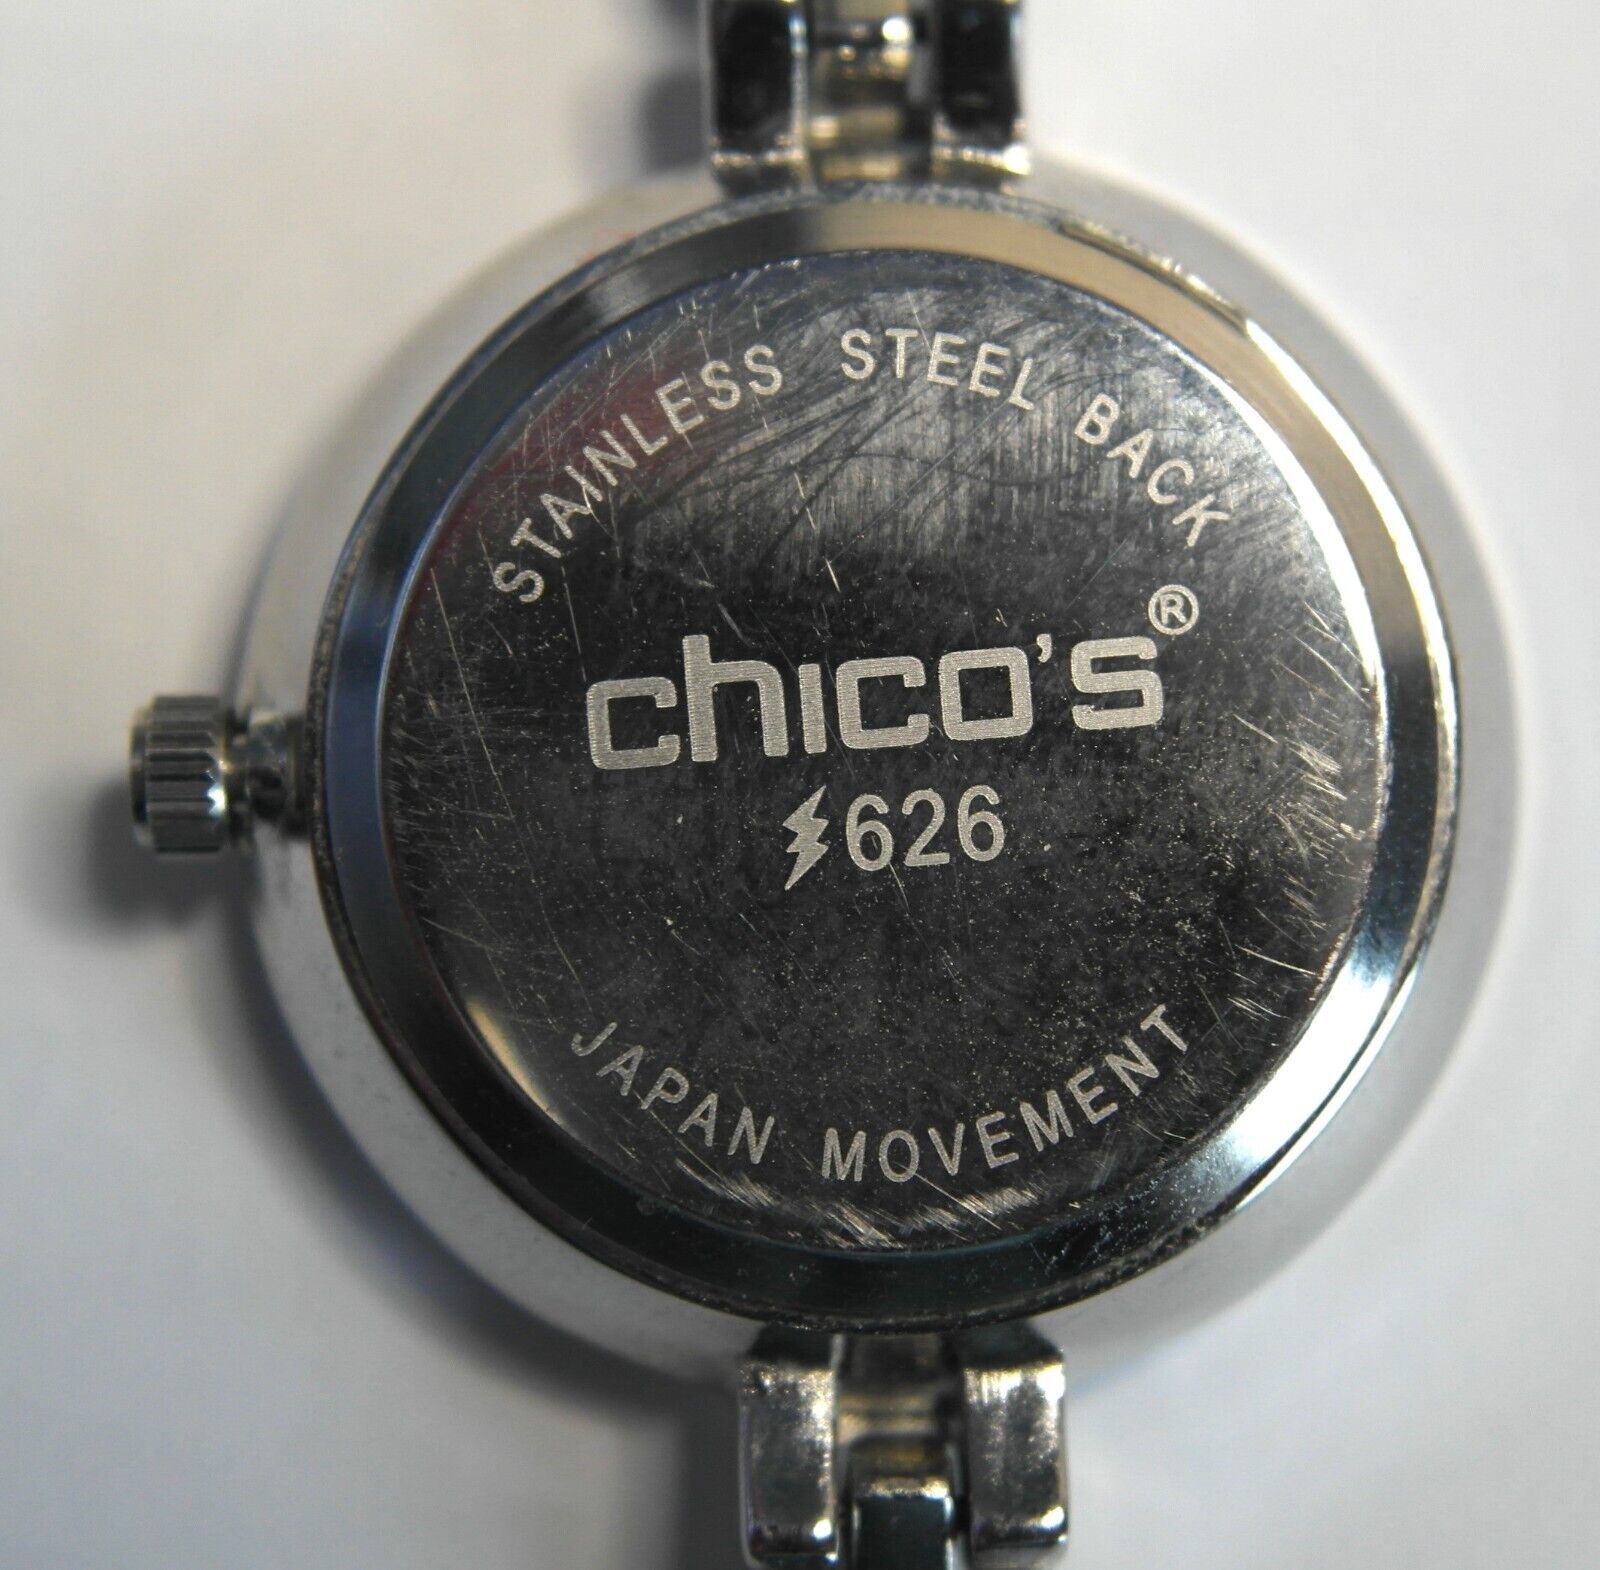 STAINLESS STEEL BACK
chico's®
626
JAPAN MOVEMENT